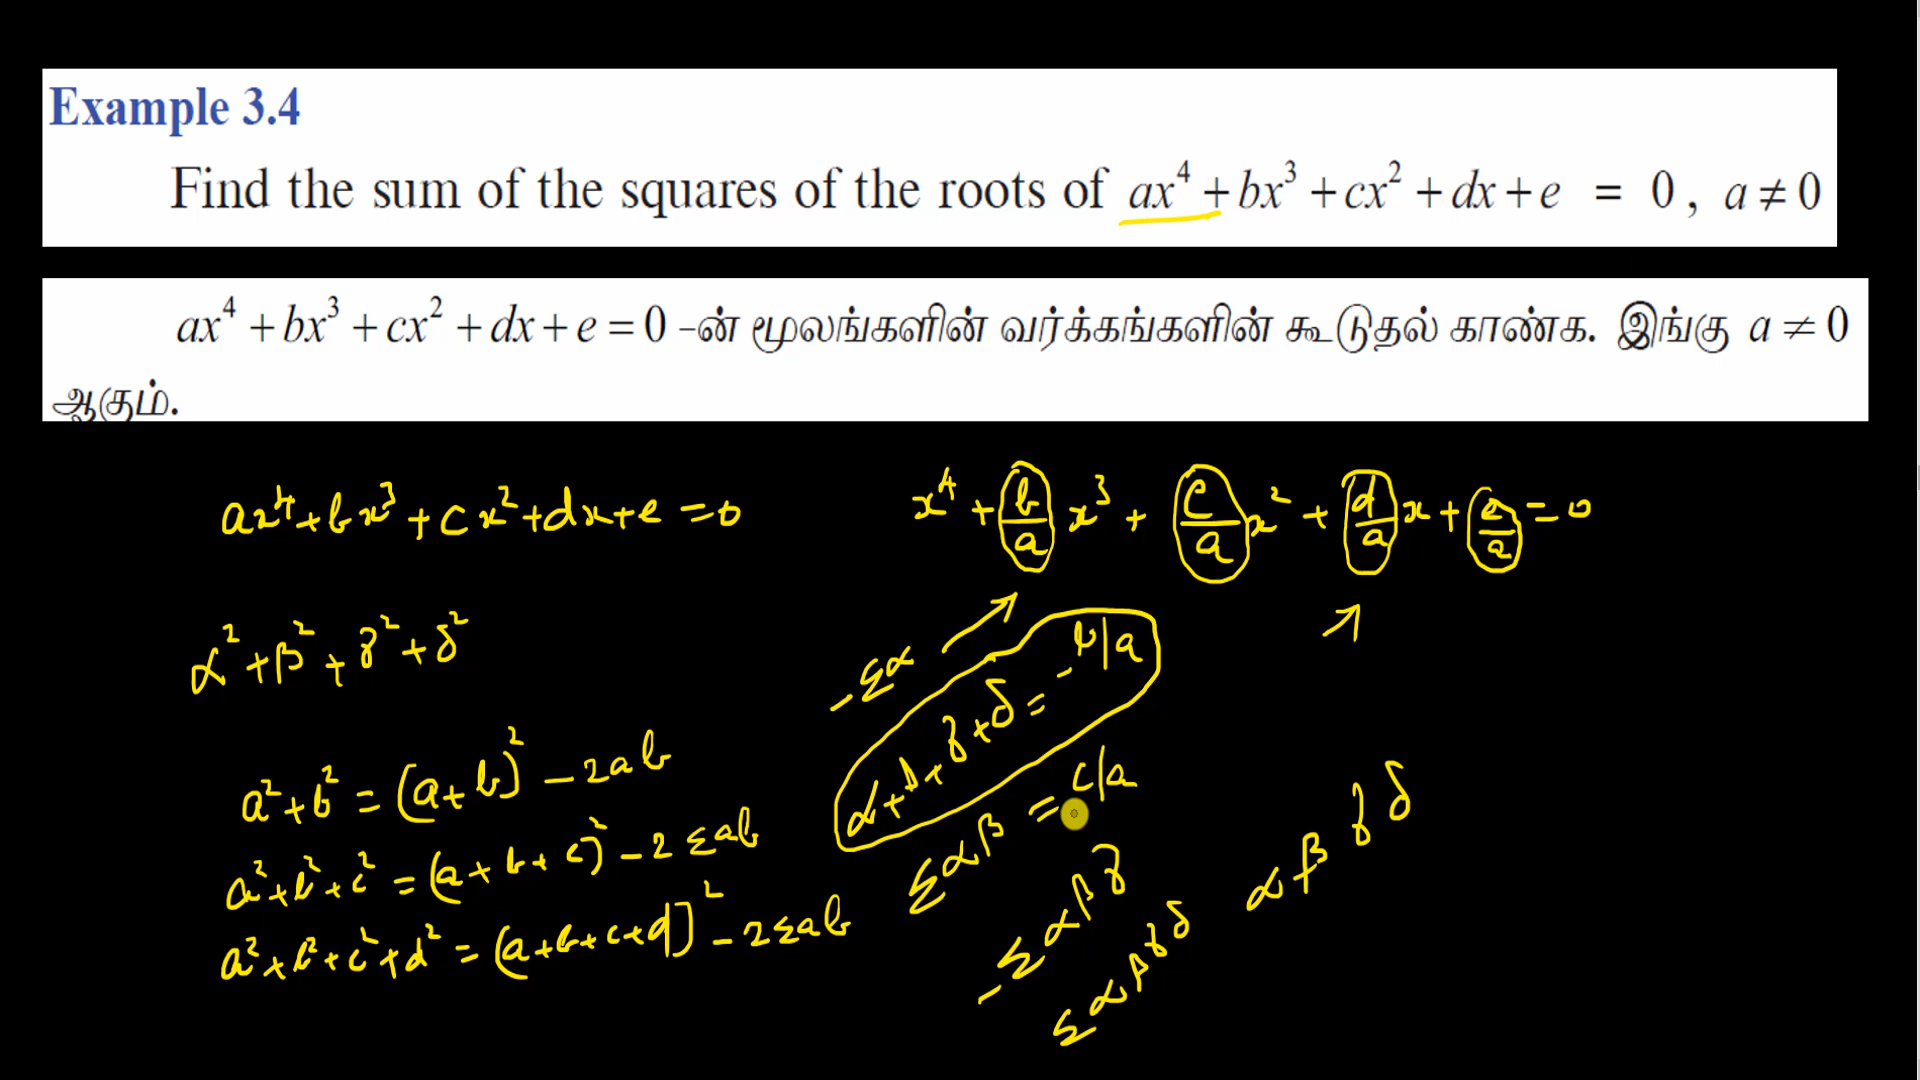 Example 3.4
Find the sum of the squares of the roots of ax⁴ + bx³ + cx² + dx + e = 0, a ≠ 0
ax⁴ + bx³ + cx² + dx + e = 0 -ன் மூலங்களின் வர்க்கங்களின் கூடுதல் காண்க. இங்கு a ≠ 0
ஆகும்.
ax⁴ + bx³ + cx² + dx + e = 0
x⁴ + b/a x³ + c/a x² + d/a x + e/a = 0
α² + β² + γ² + δ²
-Σα
α + β + γ + δ = -b/a
a² + b² = (a + b)² - 2ab
Σαβ = c/a
a² + b² + c² = (a + b + c)² - 2Σab
-Σαβγ
αβγδ
a² + b² + c² + d² = (a + b + c + d)² - 2Σab
Σαβγδ